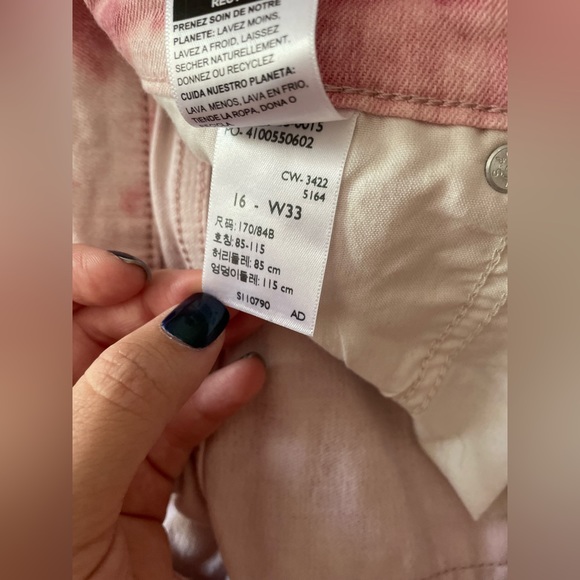 PRENEZ SOIN DE NOTRE
PLANETE: LAVEZ MOINS,
LAVEZ A FROID, LAISSEZ
SECHER NATURELLEMENT,
DONNEZ OU RECYCLEZ
CUIDA NUESTRO PLANETA:
LAVA MENOS, LAVA EN FRIO,
TIENDE LA ROPA, DONA O
-0015
PO- 4100550602
CW- 3422
5164
16 - W33
尺码:170/84B
호칭: 85-115
허리둘레: 85 cm
엉덩이둘레: 115 cm
S110790 AD